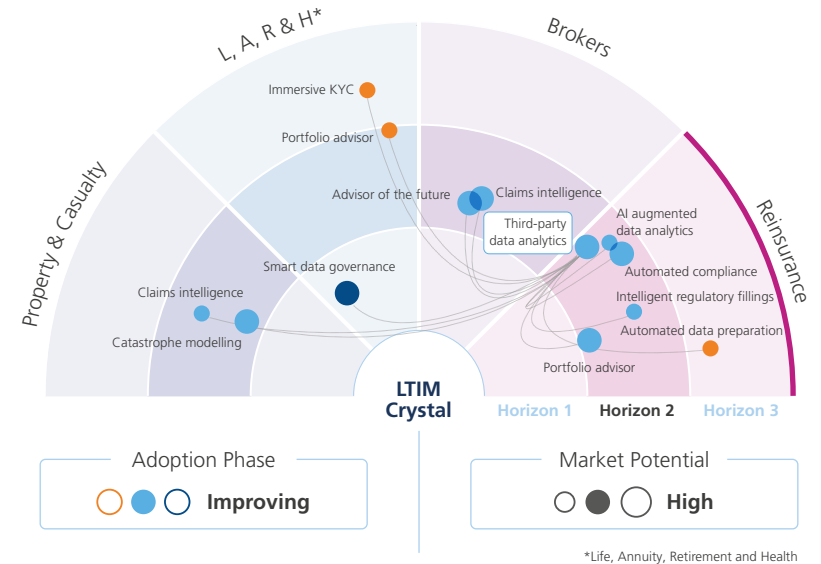 L, A, R & H*
Brokers
Property & Casualty
Reinsurance
Immersive KYC
Portfolio advisor
Advisor of the future
Claims intelligence
Third-party
data analytics
AI augmented
data analytics
Automated compliance
Smart data governance
Claims intelligence
Catastrophe modelling
Intelligent regulatory fillings
Automated data preparation
Portfolio advisor
LTIM
Crystal
Horizon 1
Horizon 2
Horizon 3
Adoption Phase
Improving
Market Potential
High
*Life, Annuity, Retirement and Health